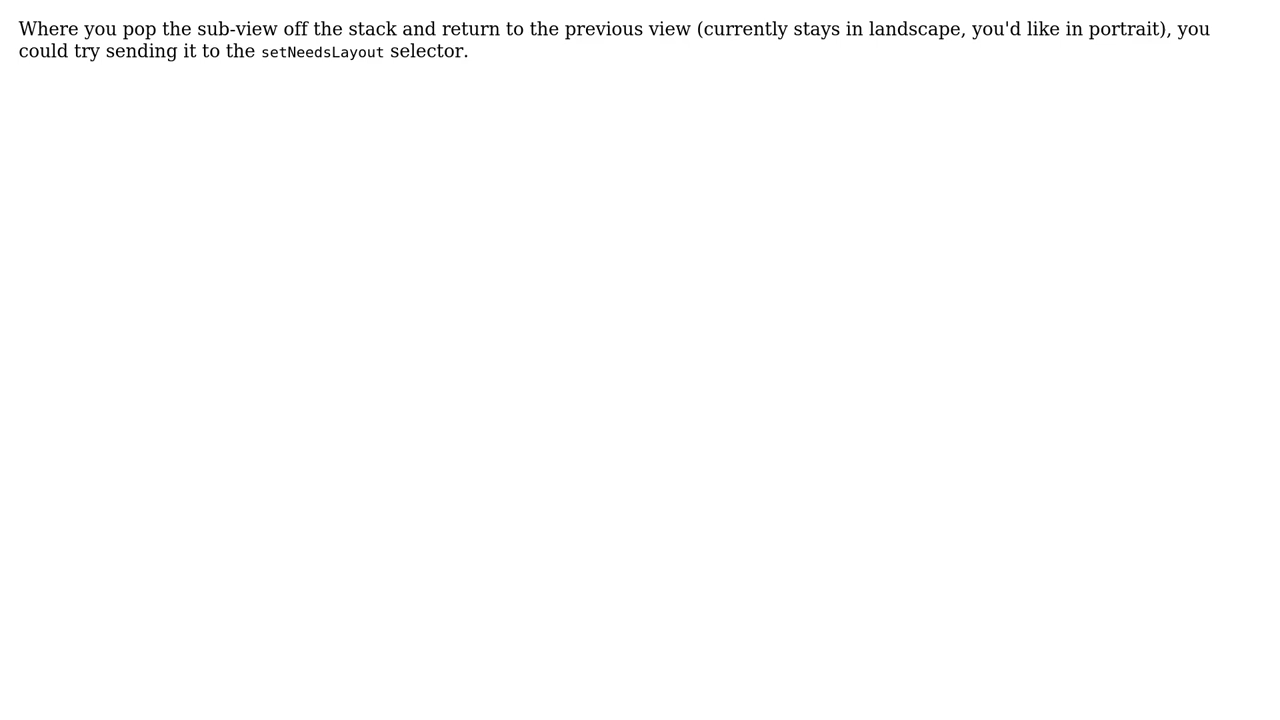 Where you pop the sub-view off the stack and return to the previous view (currently stays in landscape, you'd like in portrait), you
could try sending it to the setNeedsLayout selector.